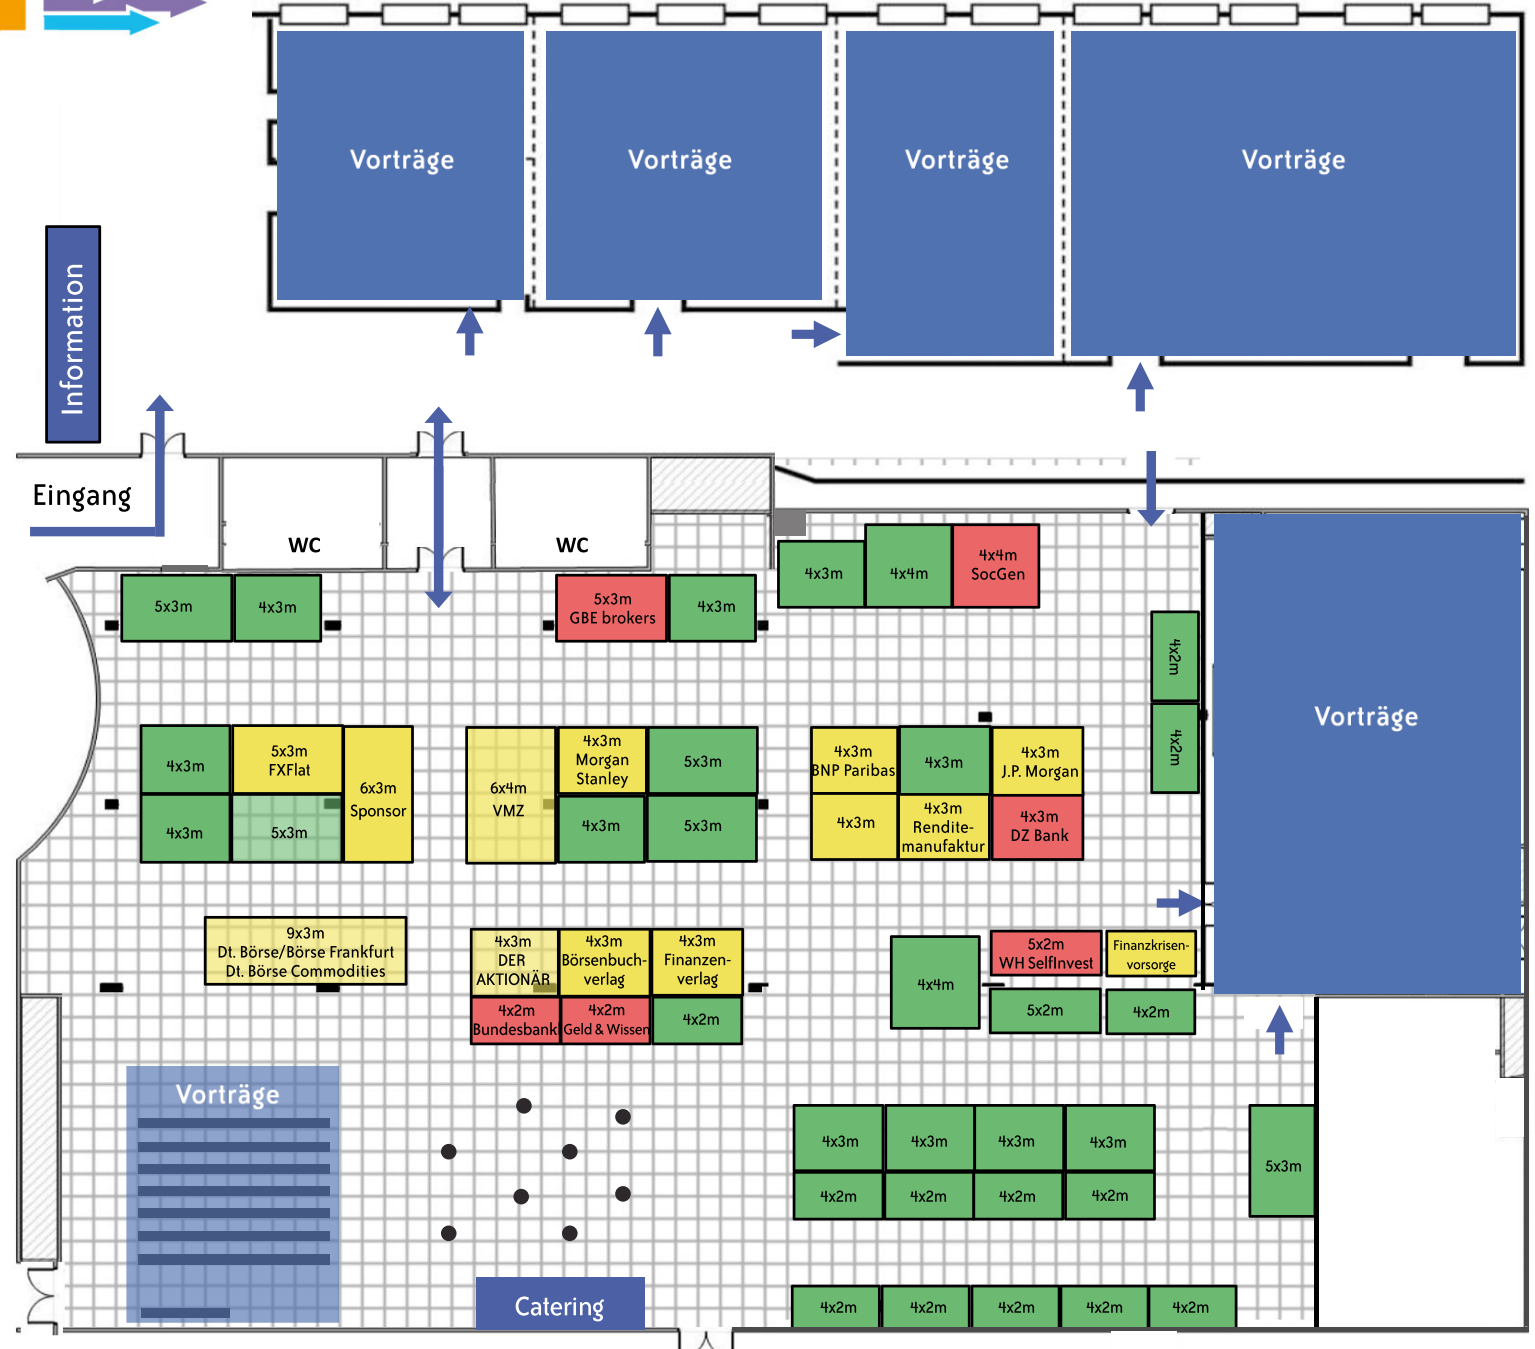 Vorträge
Vorträge
Vorträge
Vorträge
Information
Eingang
WC
WC
5x3m
4x3m
5x3m
GBE brokers
4x3m
4x3m
4x4m
4x4m
SocGen
4x2m
4x2m
Vorträge
4x3m
5x3m
FXFlat
6x3m
Sponsor
4x3m
5x3m
6x4m
VMZ
4x3m
Morgan
Stanley
5x3m
4x3m
5x3m
4x3m
BNP Paribas
4x3m
4x3m
J.P. Morgan
4x3m
4x3m
Rendite-
manufaktur
4x3m
DZ Bank
9x3m
Dt. Börse/Börse Frankfurt
Dt. Börse Commodities
4x3m
DER
AKTIONÄR
4x3m
Börsenbuch-
verlag
4x3m
Finanzen-
verlag
4x2m
Bundesbank
4x2m
Geld & Wissen
4x2m
4x4m
5x2m
WH SelfInvest
Finanzkrisen-
vorsorge
5x2m
4x2m
Vorträge
4x3m
4x3m
4x3m
4x3m
4x2m
4x2m
4x2m
4x2m
5x3m
Catering
4x2m
4x2m
4x2m
4x2m
4x2m